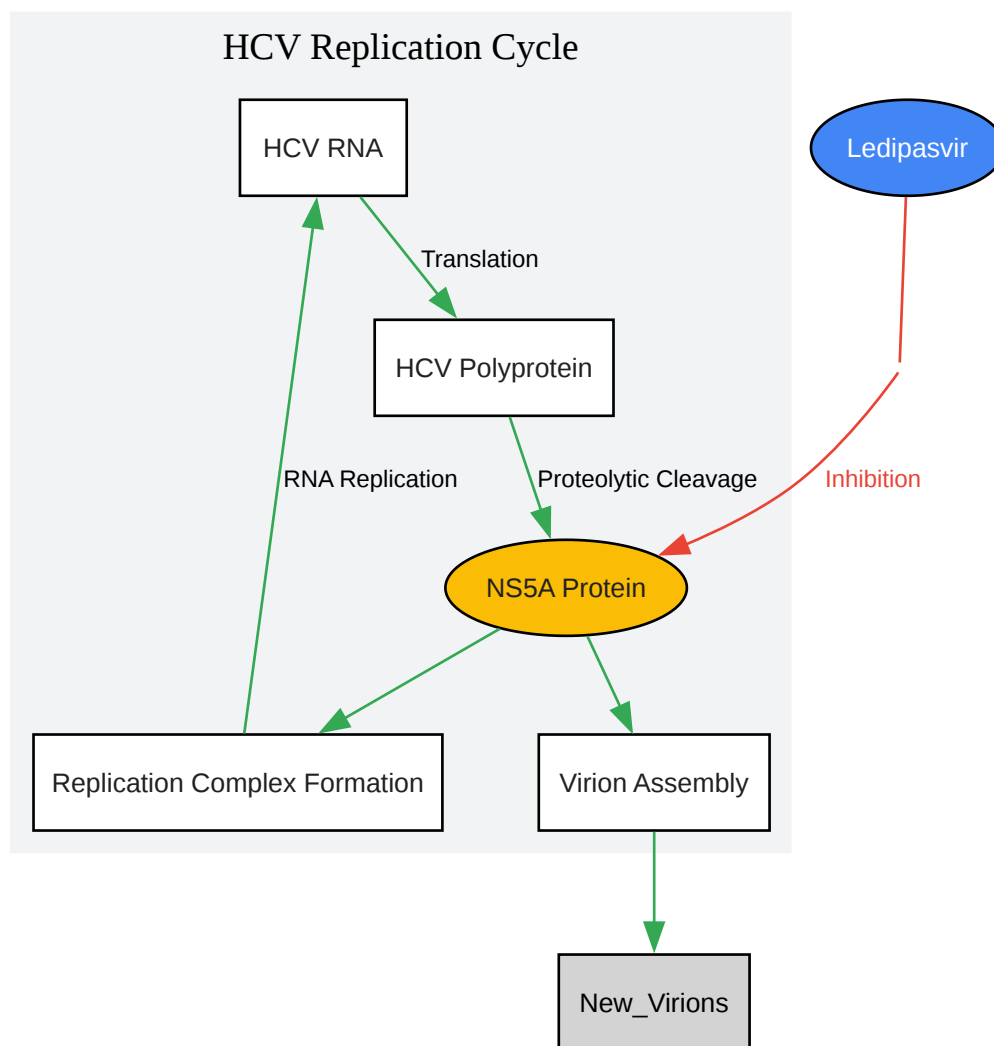 HCV Replication Cycle
HCV RNA
Ledipasvir
Translation
HCV Polyprotein
RNA Replication
Proteolytic Cleavage
Inhibition
NS5A Protein
Replication Complex Formation
Virion Assembly
New_Virions